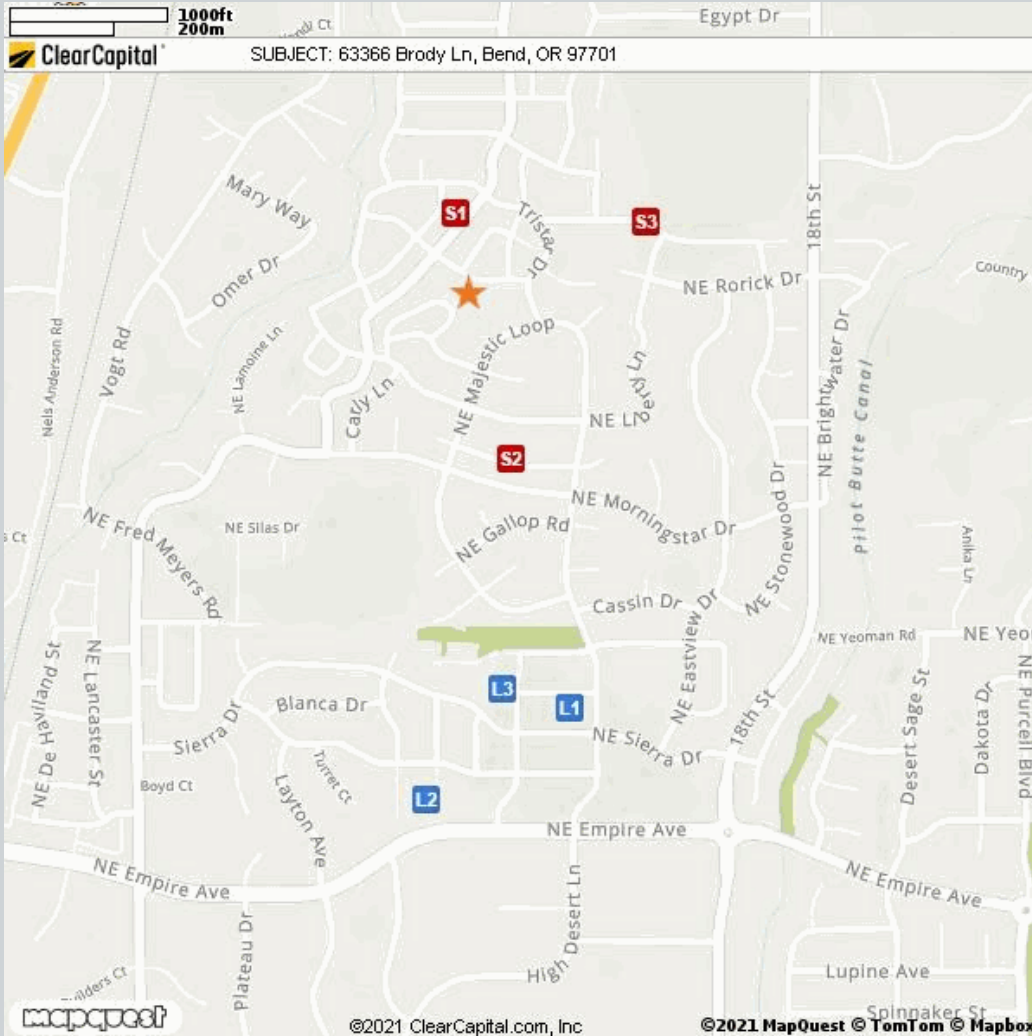 1000ft
200m
Egypt Dr
ClearCapital
SUBJECT: 63366 Brody Ln, Bend, OR 97701
Mary Way
S1
Tristar Dr
S3
18th St
Omer Dr
NE Rorick Dr
Country
Nels Anderson Rd
Vogt Rd
NE Lamoine Ln
NE Majestic Loop
NE Brightwater Dr
Pilot Butte Canal
Carly Ln
NE Li
berty Ln
S2
NE Morningstar Dr
NE Stonewood Dr
NE Fred Meyers Rd
NE Silas Dr
NE Gallop Rd
s Ct
Anika Ln
Cassin Dr
NE Eastview Dr
NE Yeoman Rd
NE Yeo
NE De Haviland St
NE Lancaster St
L3
L1
Blanca Dr
Sierra Dr
NE Sierra Dr
18th St
Desert Sage St
Dakota Dr
NE Purcell Blvd
Boyd Ct
Turret Ct
Layton Ave
L2
NE Empire Ave
NE Empire Ave
NE Empire Ave
Plateau Dr
High Desert Ln
Builders Ct
Lupine Ave
Spinnaker St
mapquest
©2021 ClearCapital.com, Inc
©2021 MapQuest © TomTom © Mapbox